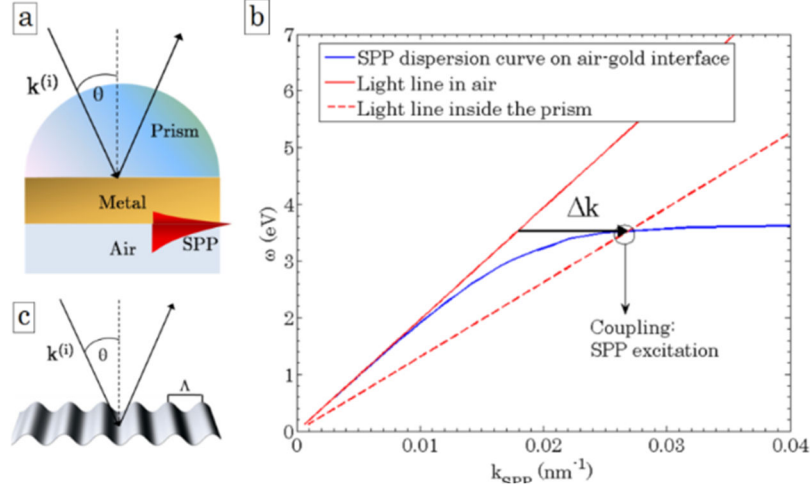 a
k(i)
θ
Prism
Metal
Air
SPP
c
k(i)
θ
Λ
b
7
6
5
4
3
2
1
0
ω (eV)
SPP dispersion curve on air-gold interface
Light line in air
Light line inside the prism
Δk
Coupling:
SPP excitation
0.01
0.02
0.03
0.04
kSPP (nm-1)